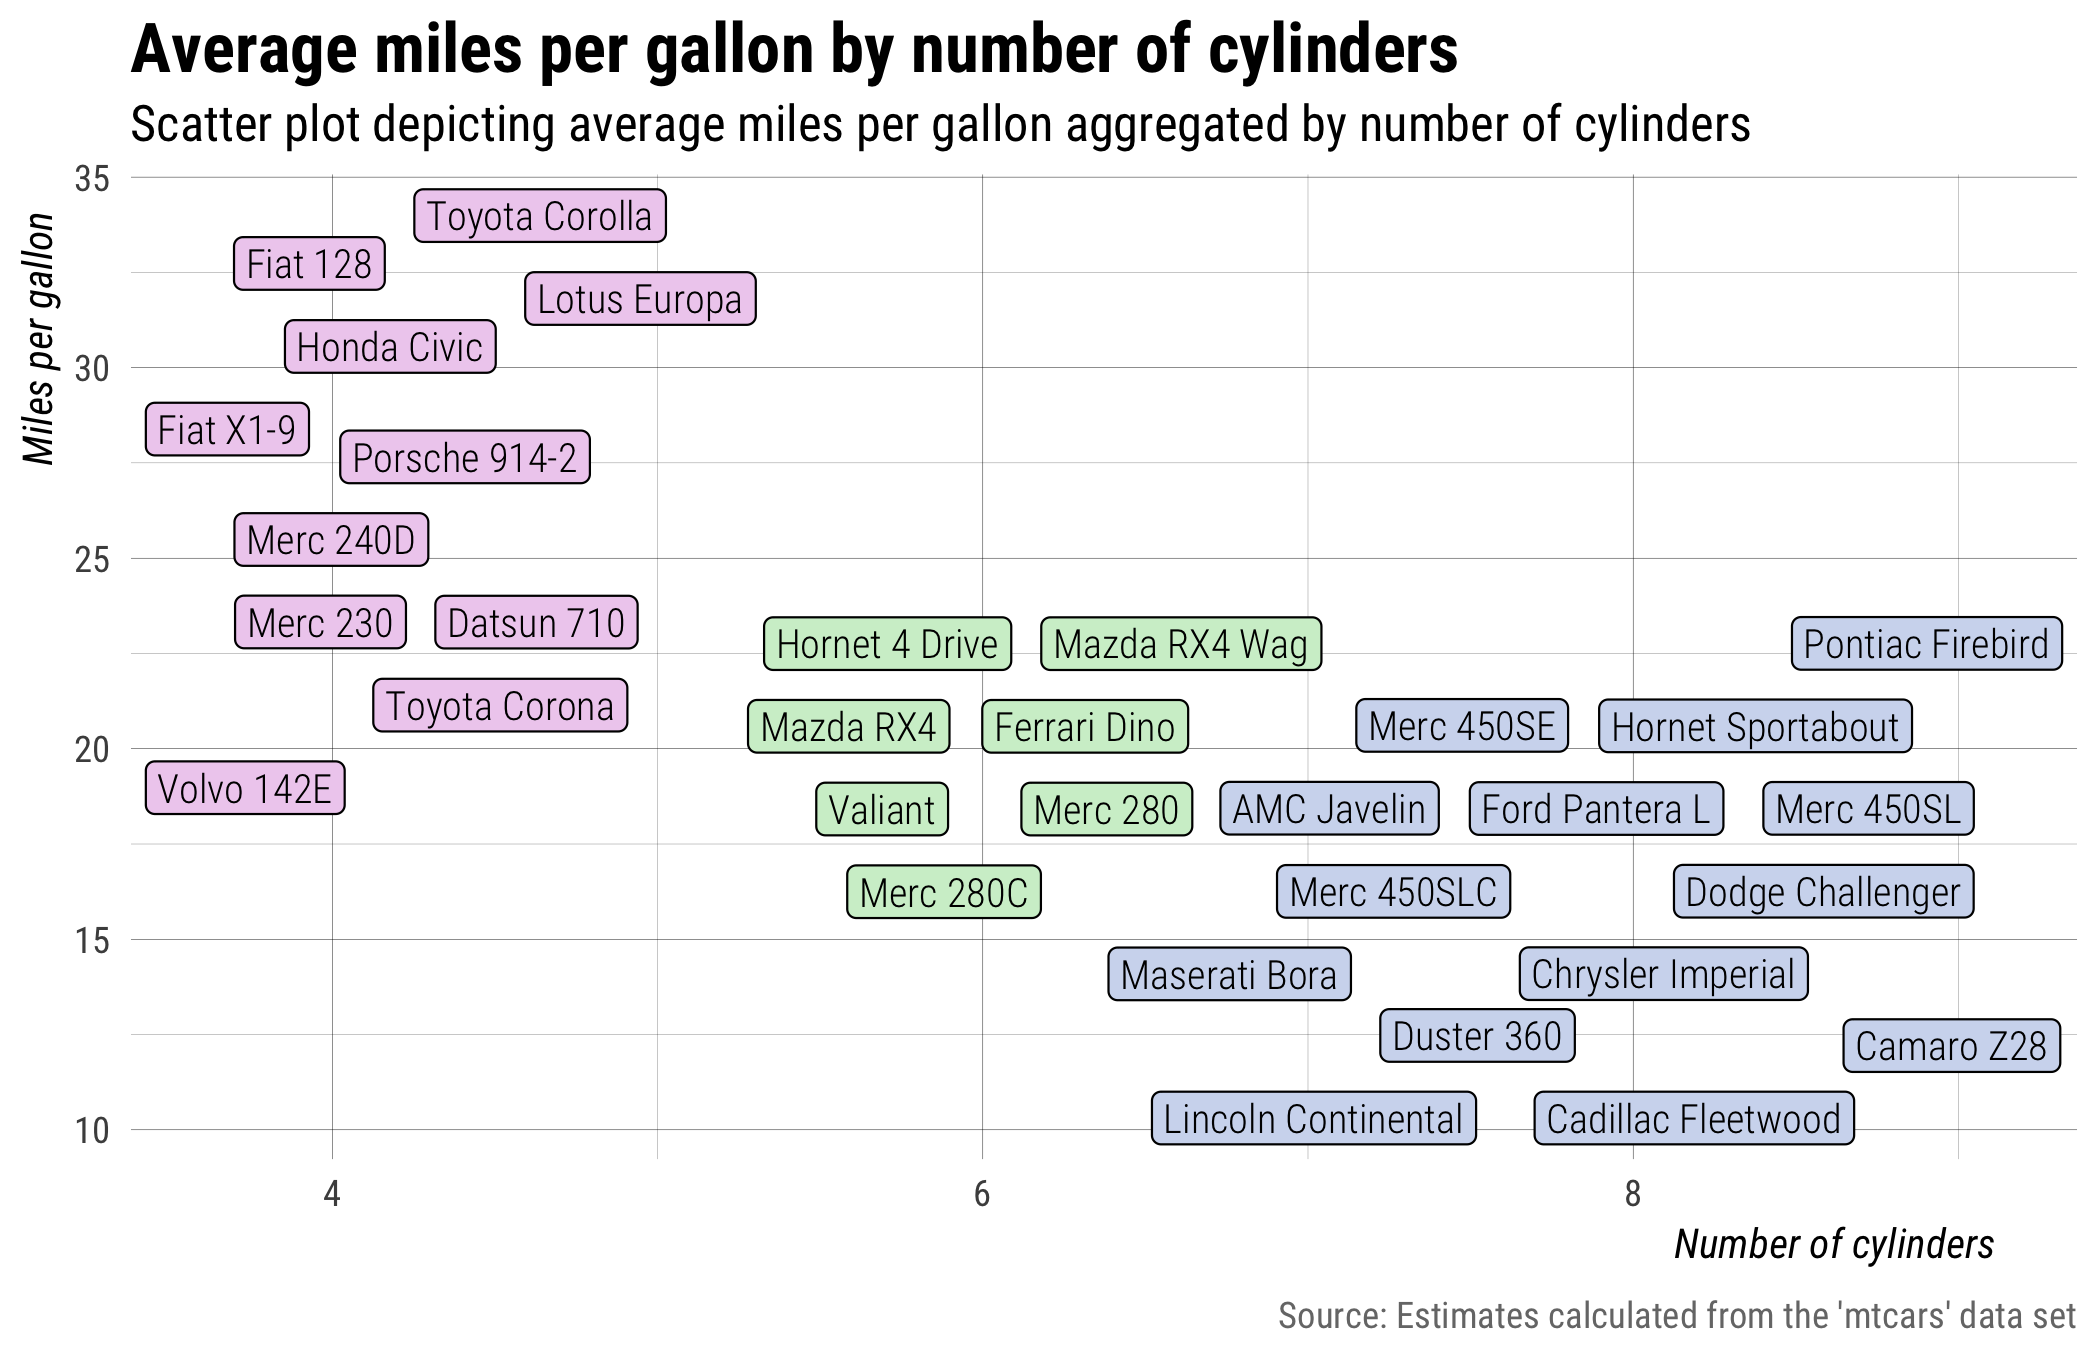 Average miles per gallon by number of cylinders
Scatter plot depicting average miles per gallon aggregated by number of cylinders
Miles per gallon
35
30
25
20
15
10
Toyota Corolla
Fiat 128
Lotus Europa
Honda Civic
Fiat X1-9
Porsche 914-2
Merc 240D
Merc 230
Datsun 710
Hornet 4 Drive
Mazda RX4 Wag
Pontiac Firebird
Toyota Corona
Mazda RX4
Ferrari Dino
Merc 450SE
Hornet Sportabout
Volvo 142E
Valiant
Merc 280
AMC Javelin
Ford Pantera L
Merc 450SL
Merc 280C
Merc 450SLC
Dodge Challenger
Maserati Bora
Chrysler Imperial
Duster 360
Camaro Z28
Lincoln Continental
Cadillac Fleetwood
4
6
8
Number of cylinders
Source: Estimates calculated from the 'mtcars' data set